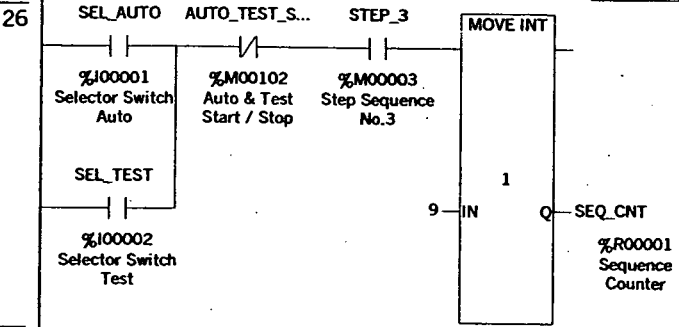 26
SEL_AUTO AUTO_TEST_S... STEP_3
MOVE INT
%I00001 %M00102 %M00003
Selector Switch Auto & Test Step Sequence
Auto Start / Stop No.3
SEL_TEST
1
9 IN Q SEQ_CNT
%I00002 %R00001
Selector Switch Sequence
Test Counter